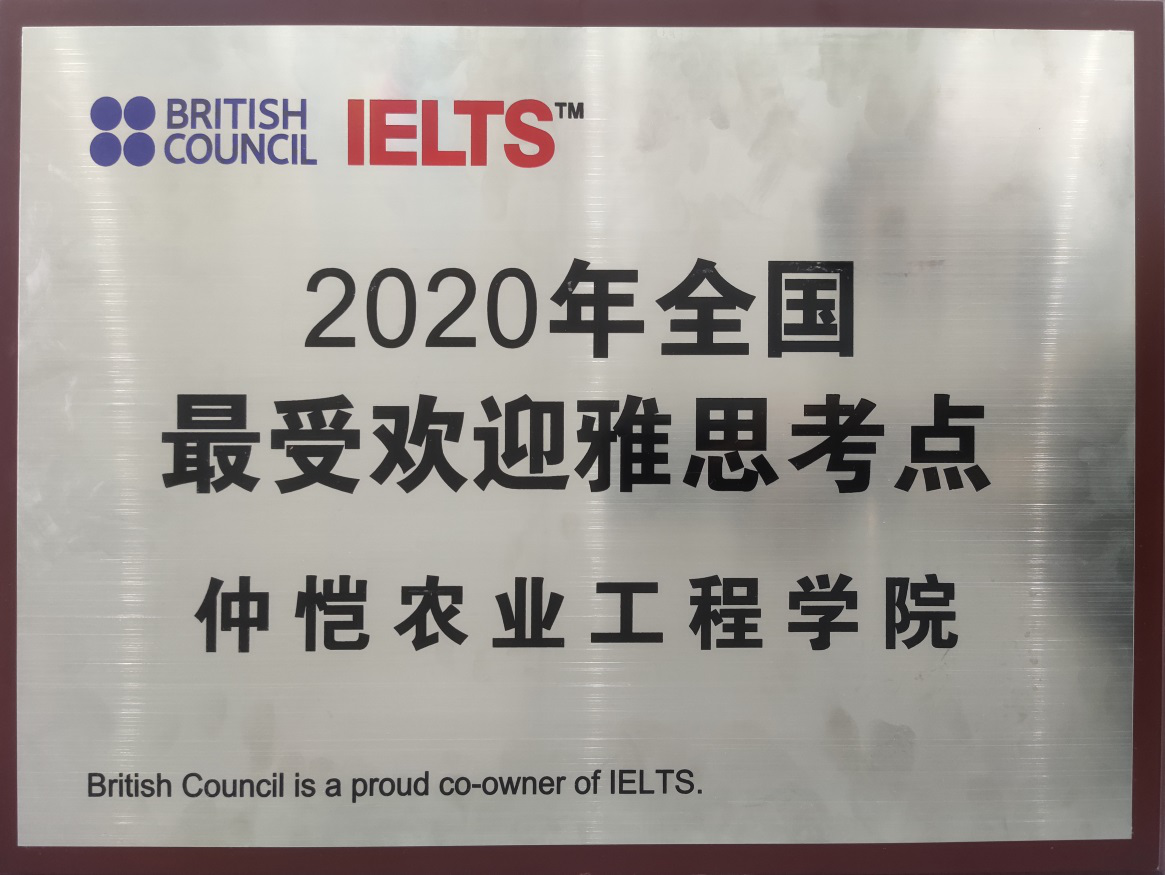 BRITISH COUNCIL IELTS™
2020年全国
最受欢迎雅思考点
仲恺农业工程学院
British Council is a proud co-owner of IELTS.